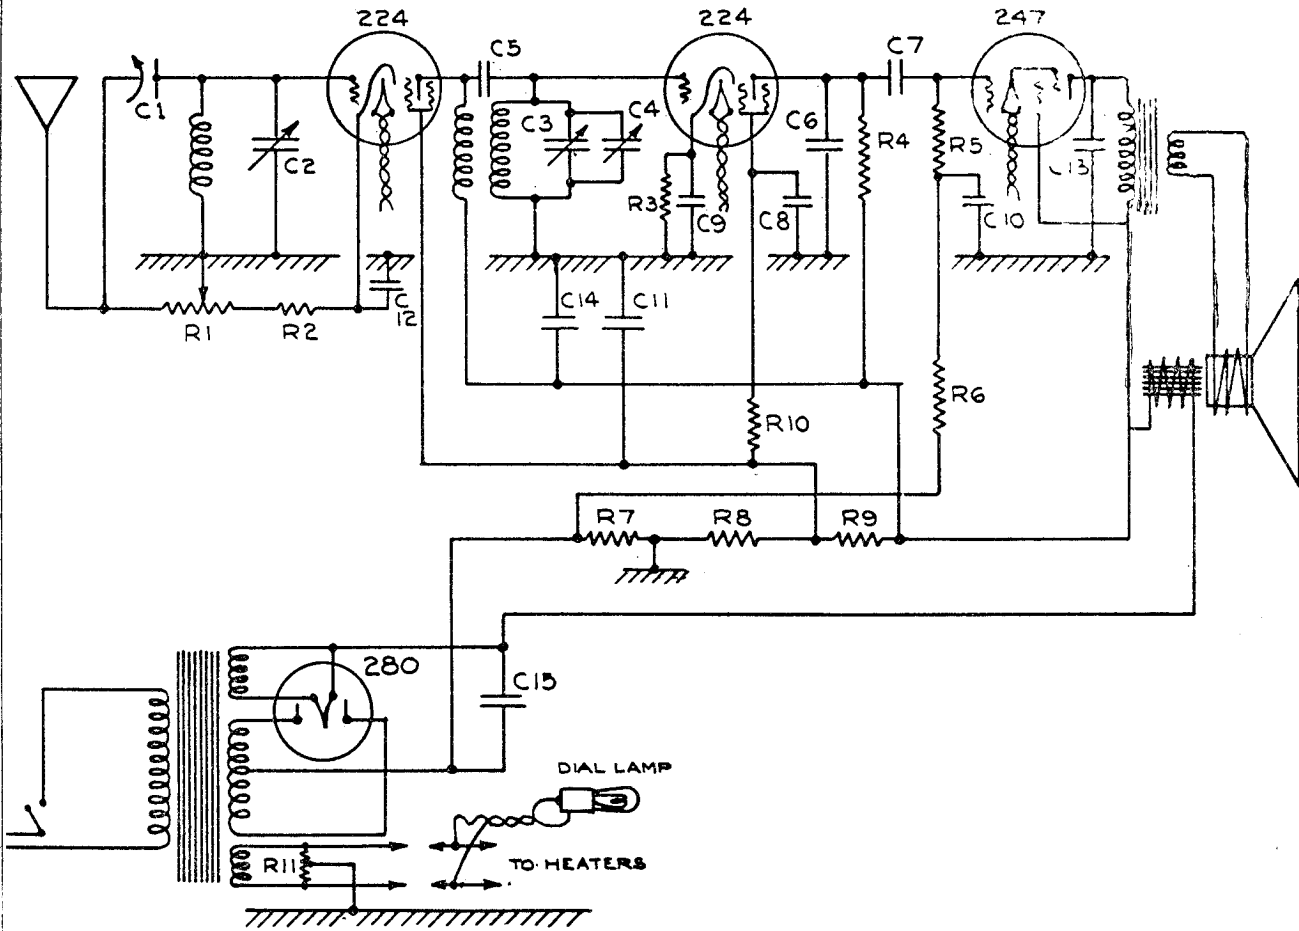 224
224
247
C5
C7
C1
C2
C3
C4
C6
R4
R5
C13
R3
C9
C8
C10
C12
C14
C11
R1
R2
R6
R10
R7
R8
R9
280
C15
DIAL LAMP
R11
TO HEATERS